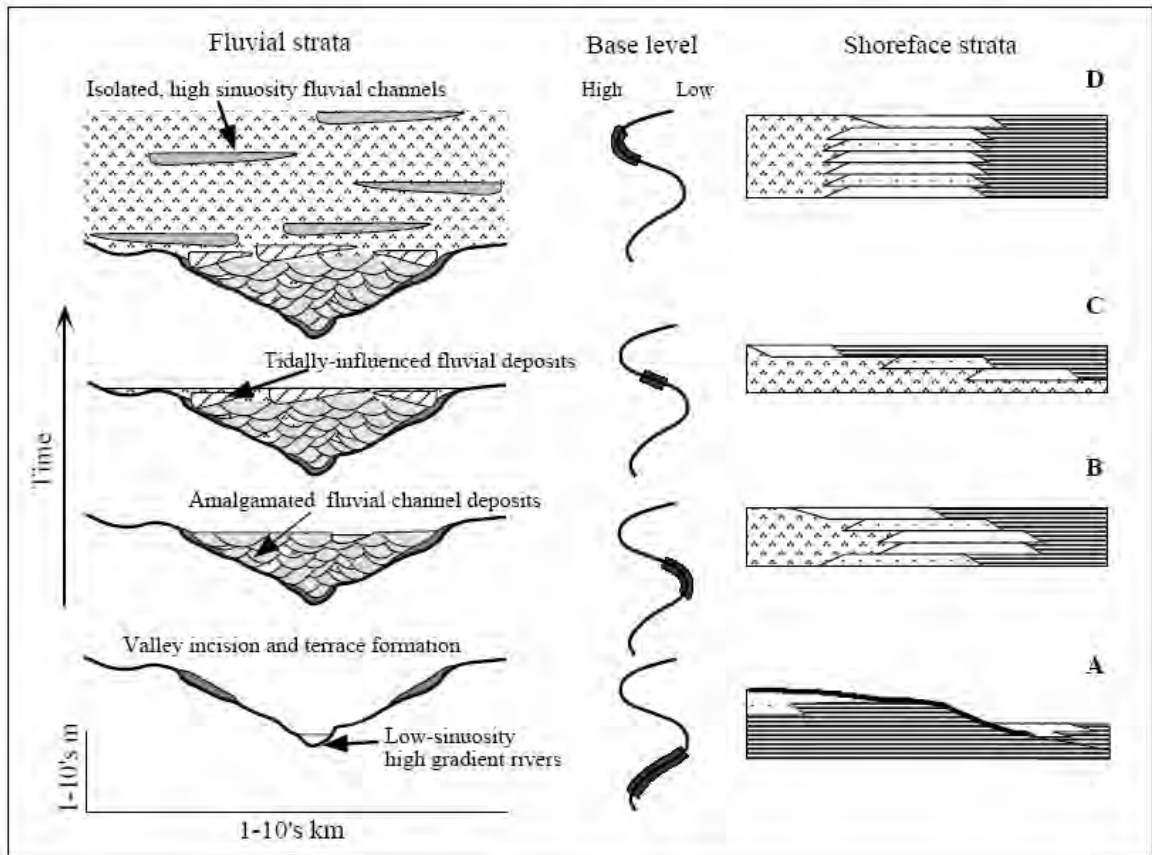 Fluvial strata
Base level
Shoreface strata
Isolated, high sinuosity fluvial channels
High
Low
D
Tidally-influenced fluvial deposits
C
Amalgamated fluvial channel deposits
B
Valley incision and terrace formation
A
Low-sinuosity
high gradient rivers
Time
1-10's m
1-10's km